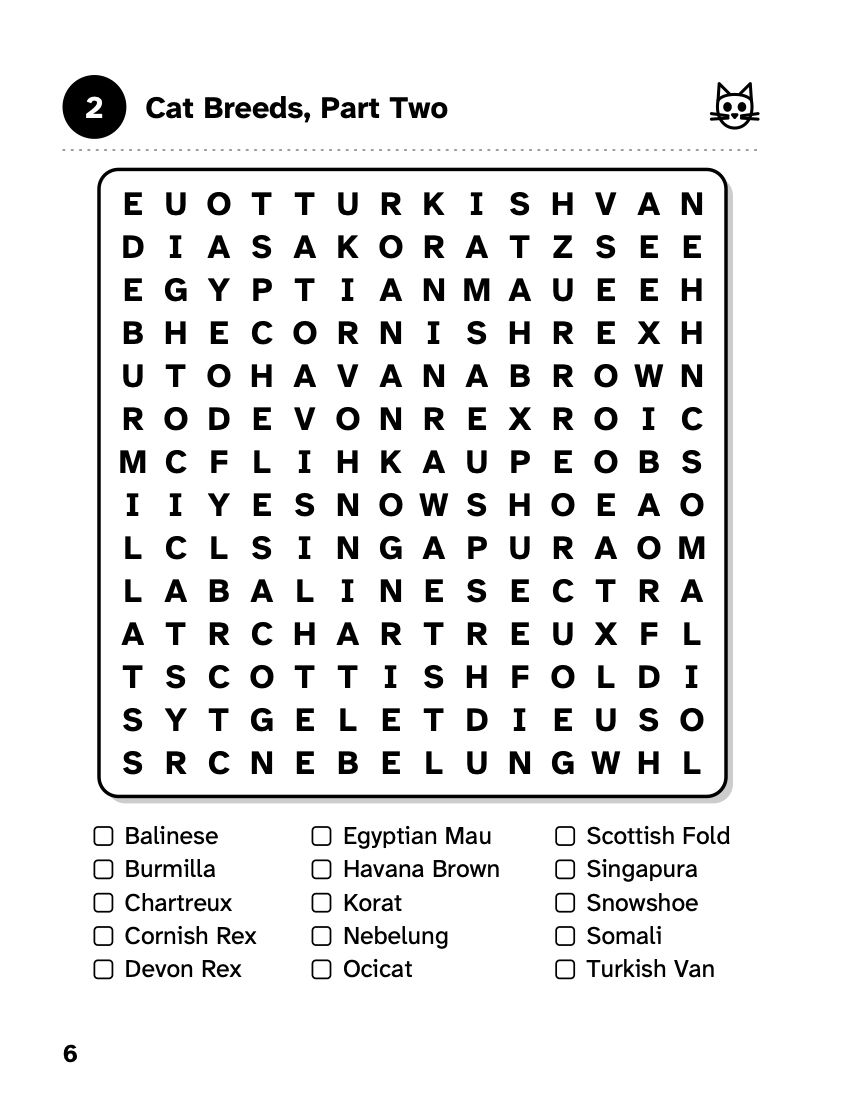 2 Cat Breeds, Part Two
E U O T T U R K I S H V A N
D I A S A K O R A T Z S E E
E G Y P T I A N M A U E E H
B H E C O R N I S H R E X H
U T O H A V A N A B R O W N
R O D E V O N R E X R O I C
M C F L I H K A U P E O B S
I I Y E S N O W S H O E A O
L C L S I N G A P U R A O M
L A B A L I N E S E C T R A
A T R C H A R T R E U X F L
T S C O T T I S H F O L D I
S Y T G E L E T D I E U S O
S R C N E B E L U N G W H L
Balinese Egyptian Mau Scottish Fold
Burmilla Havana Brown Singapura
Chartreux Korat Snowshoe
Cornish Rex Nebelung Somali
Devon Rex Ocicat Turkish Van
6